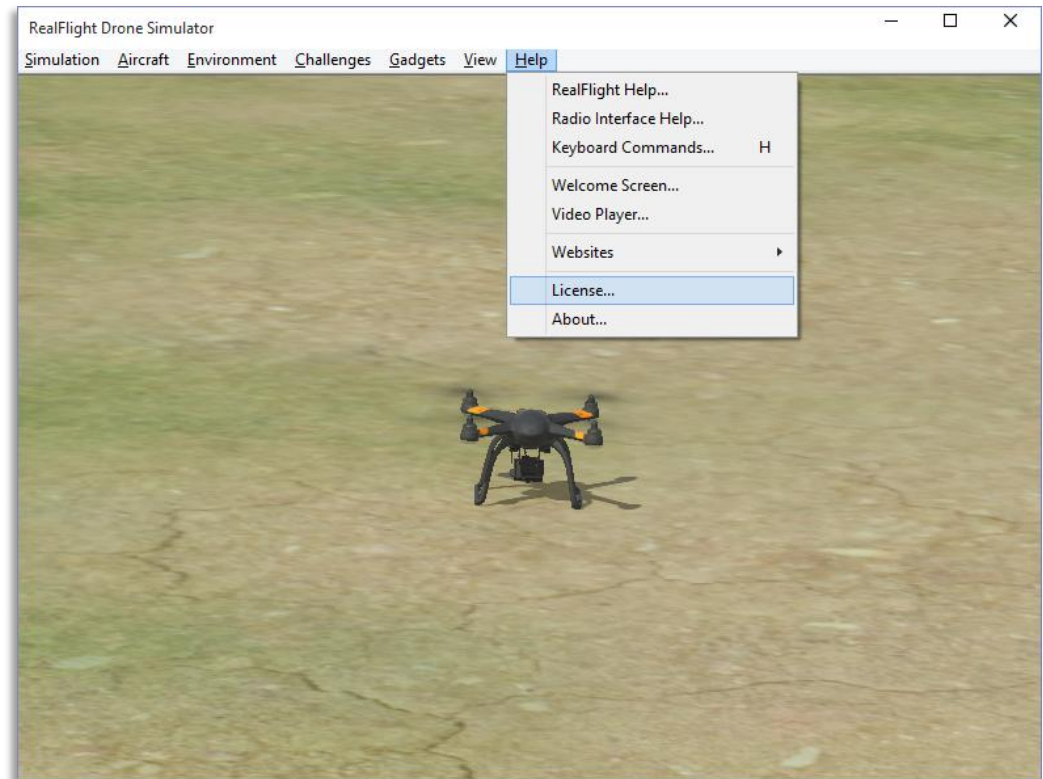 RealFlight Drone Simulator
Simulation Aircraft Environment Challenges Gadgets View Help
RealFlight Help...
Radio Interface Help...
Keyboard Commands... H
Welcome Screen...
Video Player...
Websites
License...
About...